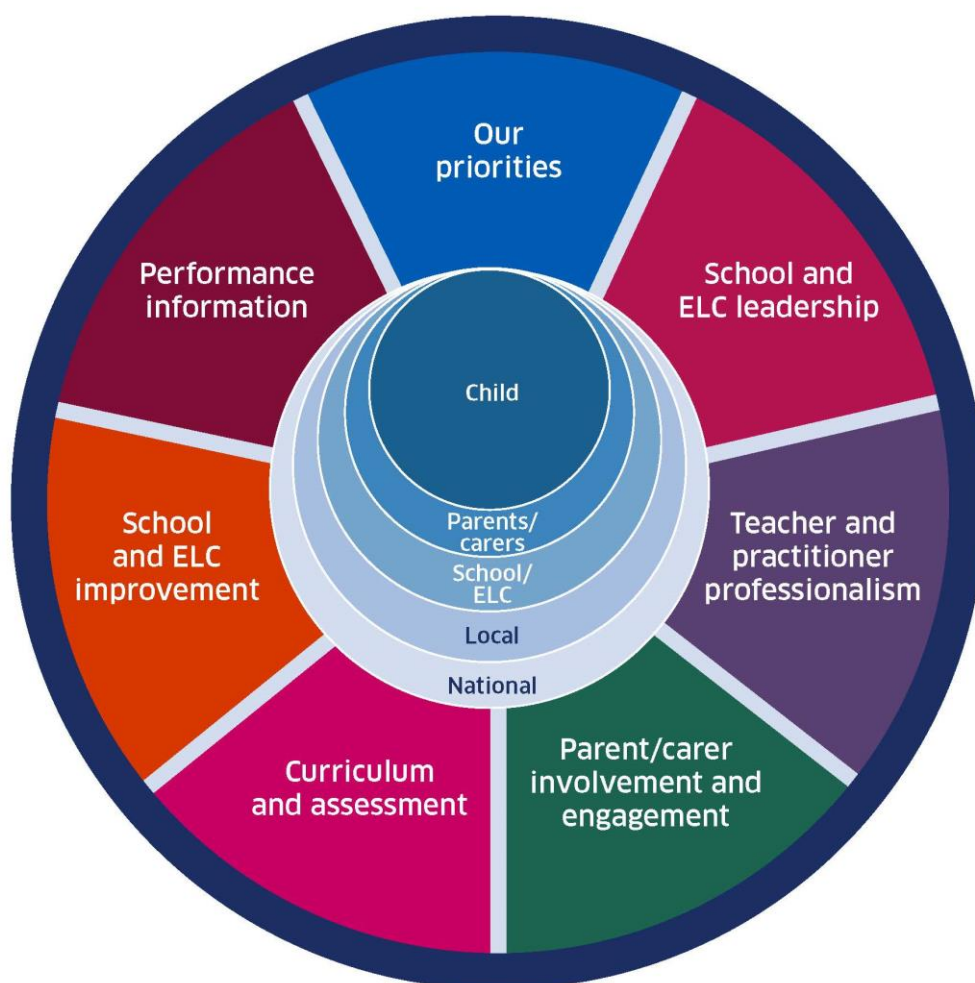 Our
priorities
School and
ELC leadership
Teacher and
practitioner
professionalism
Parent/carer
involvement and
engagement
Curriculum
and assessment
School
and ELC
improvement
Performance
information
Child
Parents/
carers
School/
ELC
Local
National